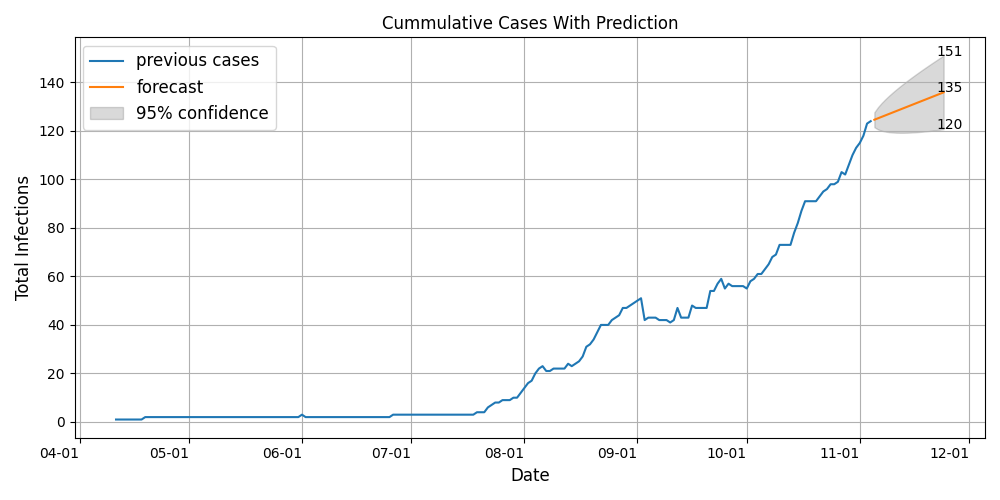 Cummulative Cases With Prediction
previous cases
forecast
95% confidence
151
135
120
Total Infections
140
120
100
80
60
40
20
0
04-01 05-01 06-01 07-01 08-01 09-01 10-01 11-01 12-01
Date